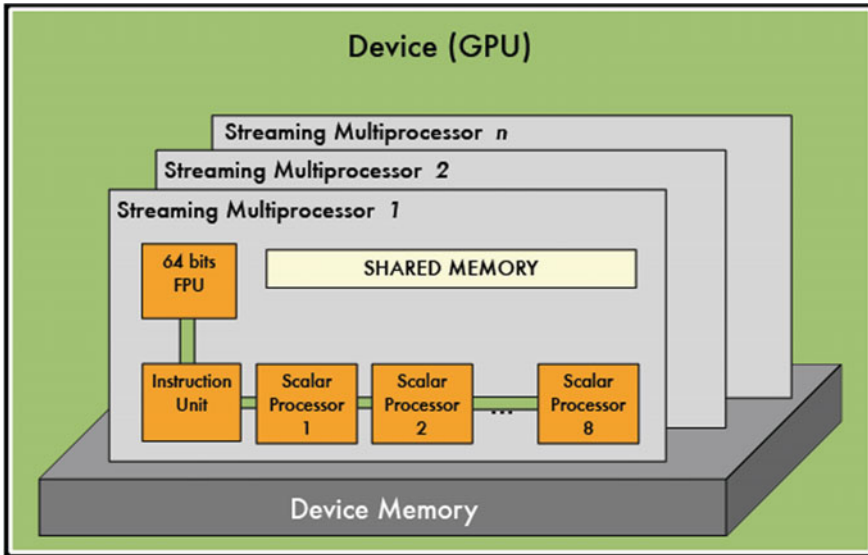 Device (GPU)
Streaming Multiprocessor n
Streaming Multiprocessor 2
Streaming Multiprocessor 1
64 bits
FPU
SHARED MEMORY
Instruction
Unit
Scalar
Processor
1
Scalar
Processor
2
...
Scalar
Processor
8
Device Memory